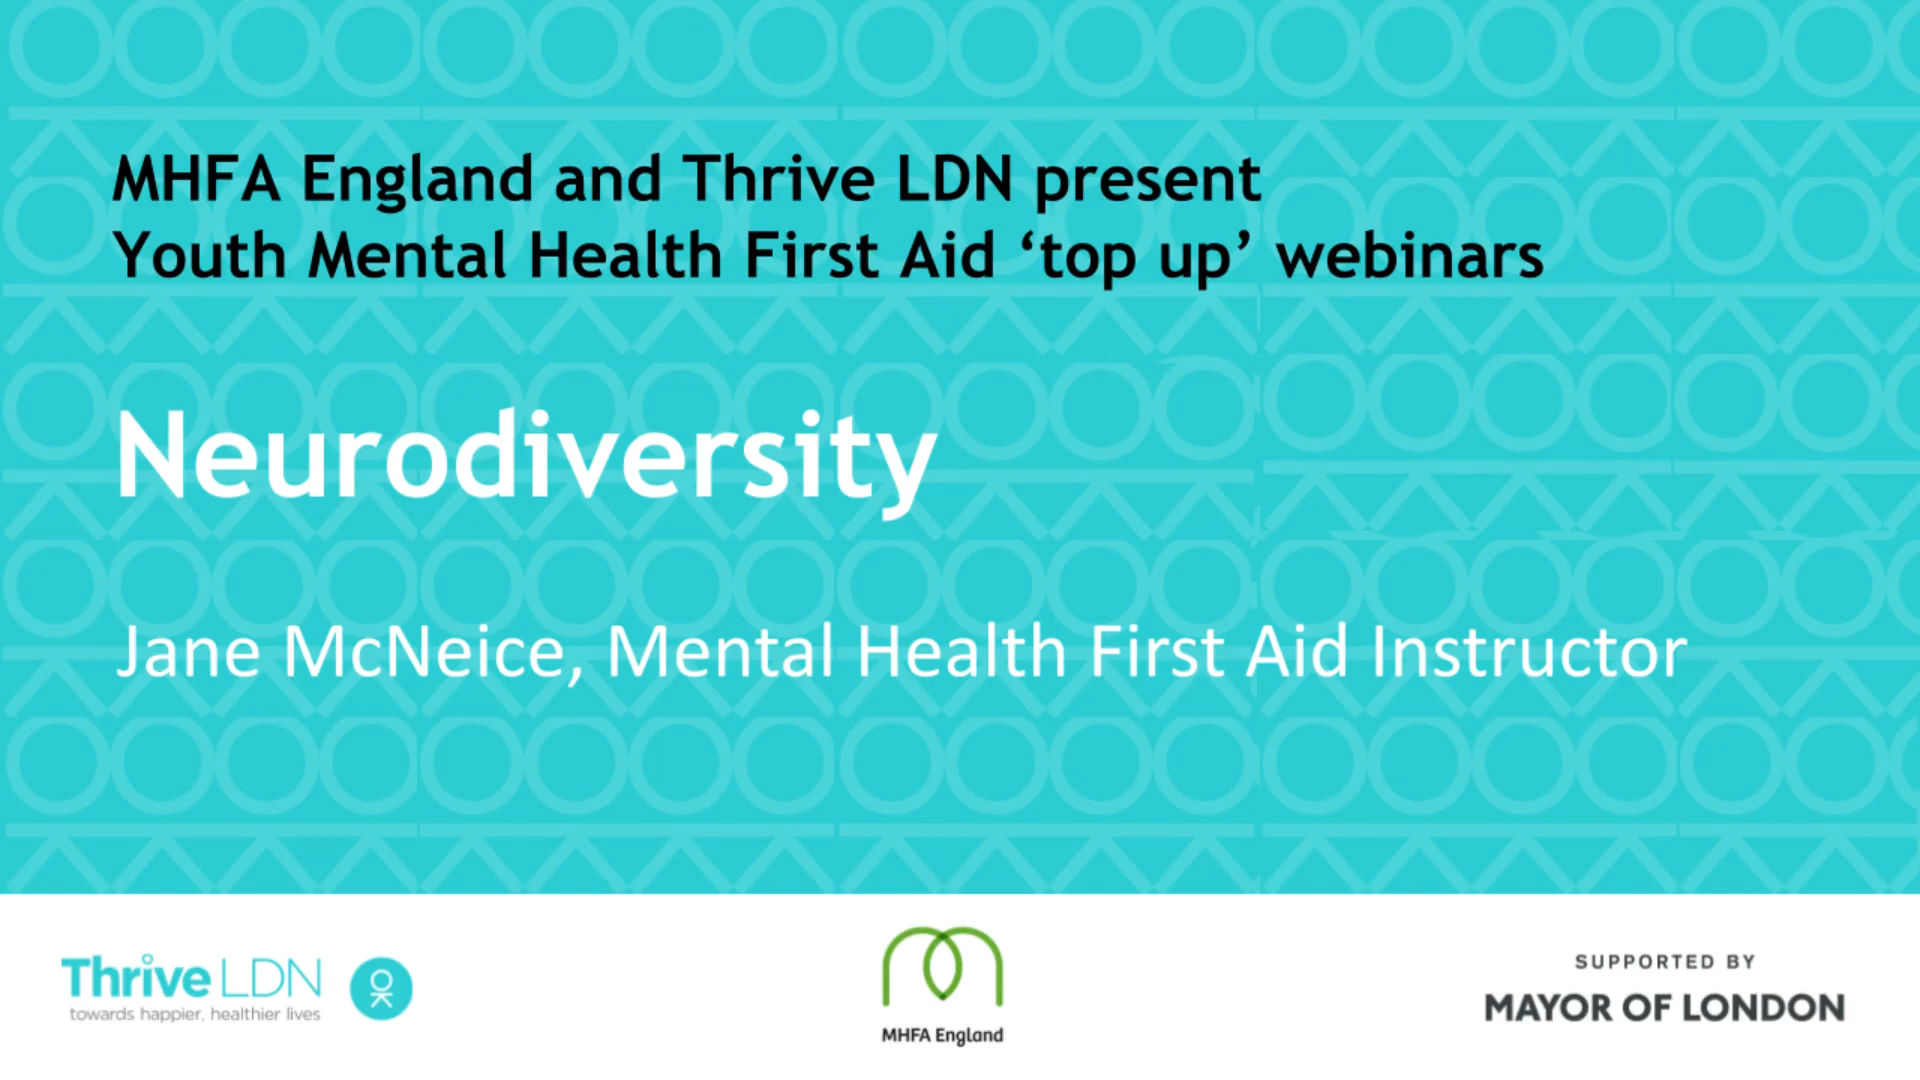 MHFA England and Thrive LDN present
Youth Mental Health First Aid ‘top up’ webinars
Neurodiversity
Jane McNeice, Mental Health First Aid Instructor
Thrive LDN
towards happier, healthier lives
OK
MHFA England
SUPPORTED BY
MAYOR OF LONDON